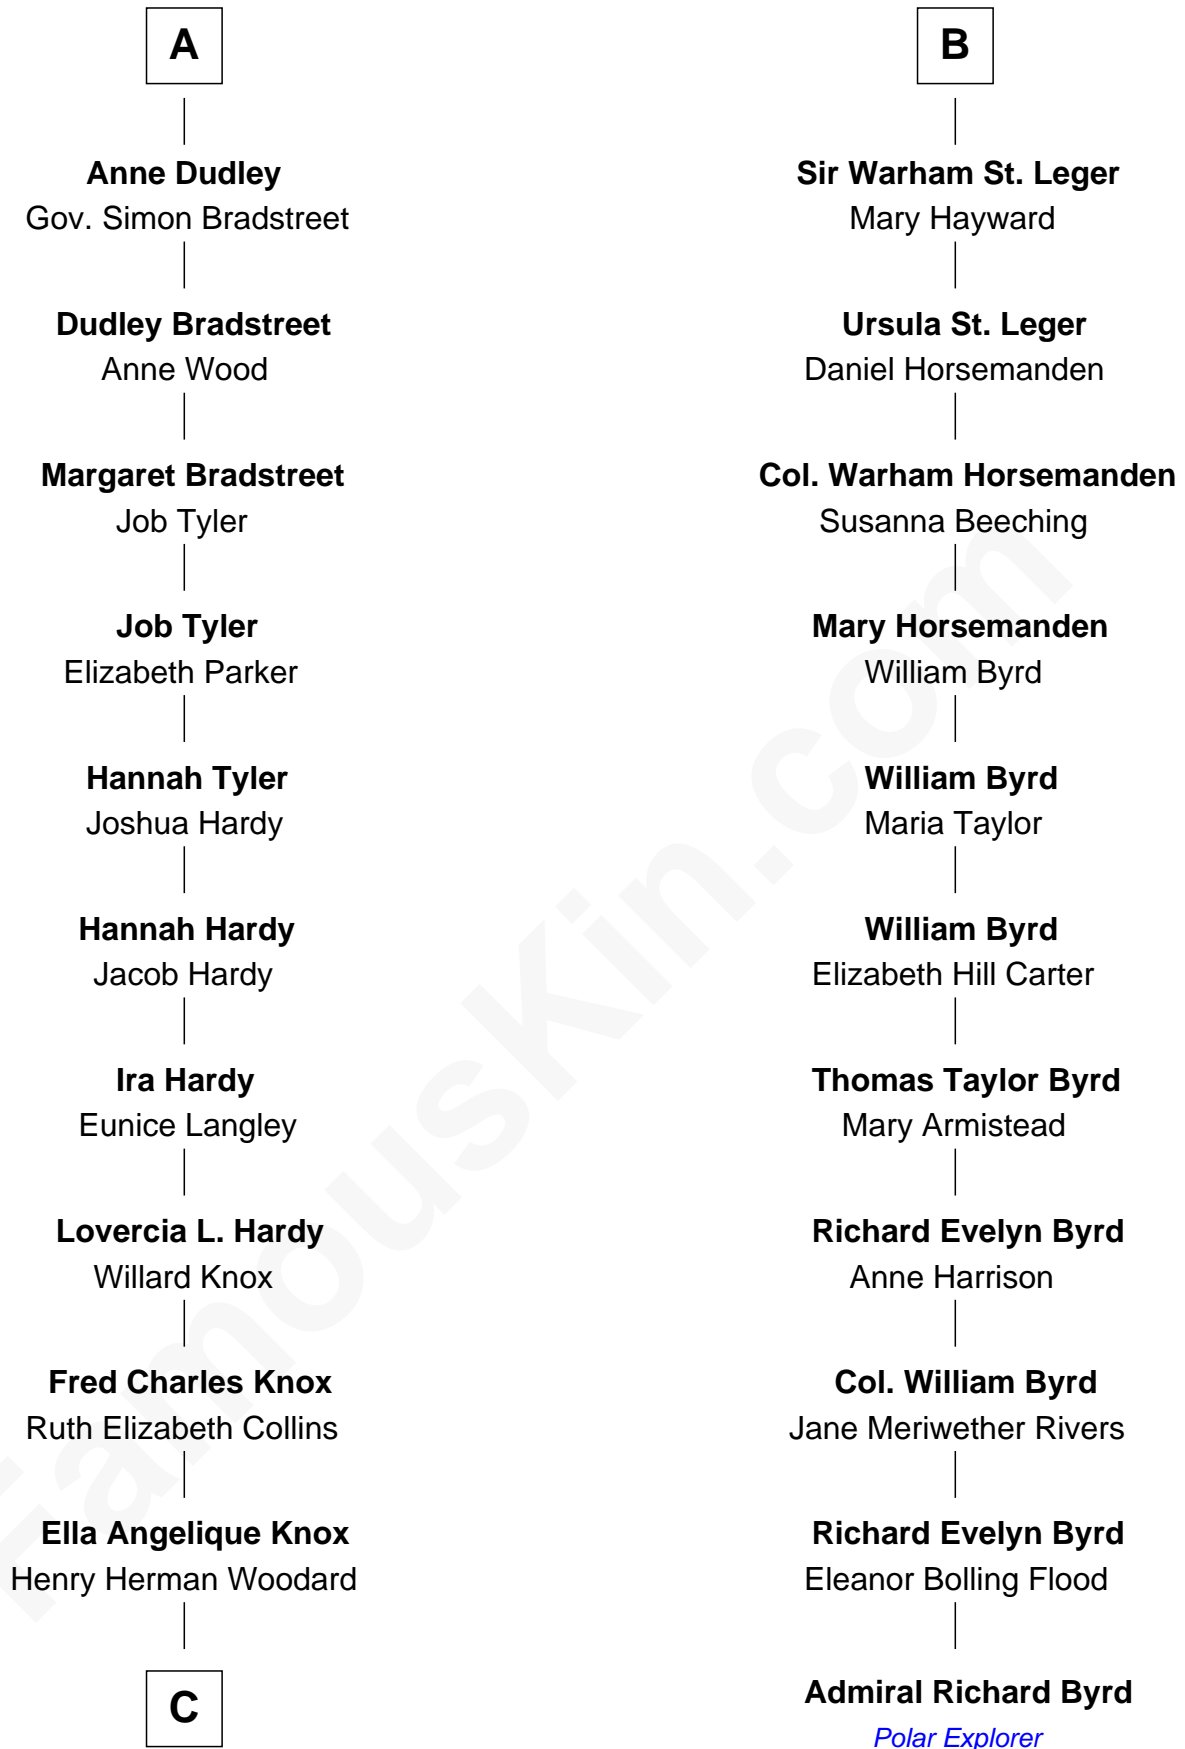 A
Anne Dudley
Gov. Simon Bradstreet
Dudley Bradstreet
Anne Wood
Margaret Bradstreet
Job Tyler
Job Tyler
Elizabeth Parker
Hannah Tyler
Joshua Hardy
Hannah Hardy
Jacob Hardy
Ira Hardy
Eunice Langley
Lovercia L. Hardy
Willard Knox
Fred Charles Knox
Ruth Elizabeth Collins
Ella Angelique Knox
Henry Herman Woodard
C
B
Sir Warham St. Leger
Mary Hayward
Ursula St. Leger
Daniel Horsemanden
Col. Warham Horsemanden
Susanna Beeching
Mary Horsemanden
William Byrd
William Byrd
Maria Taylor
William Byrd
Elizabeth Hill Carter
Thomas Taylor Byrd
Mary Armistead
Richard Evelyn Byrd
Anne Harrison
Col. William Byrd
Jane Meriwether Rivers
Richard Evelyn Byrd
Eleanor Bolling Flood
Admiral Richard Byrd
Polar Explorer
FamousKin.com